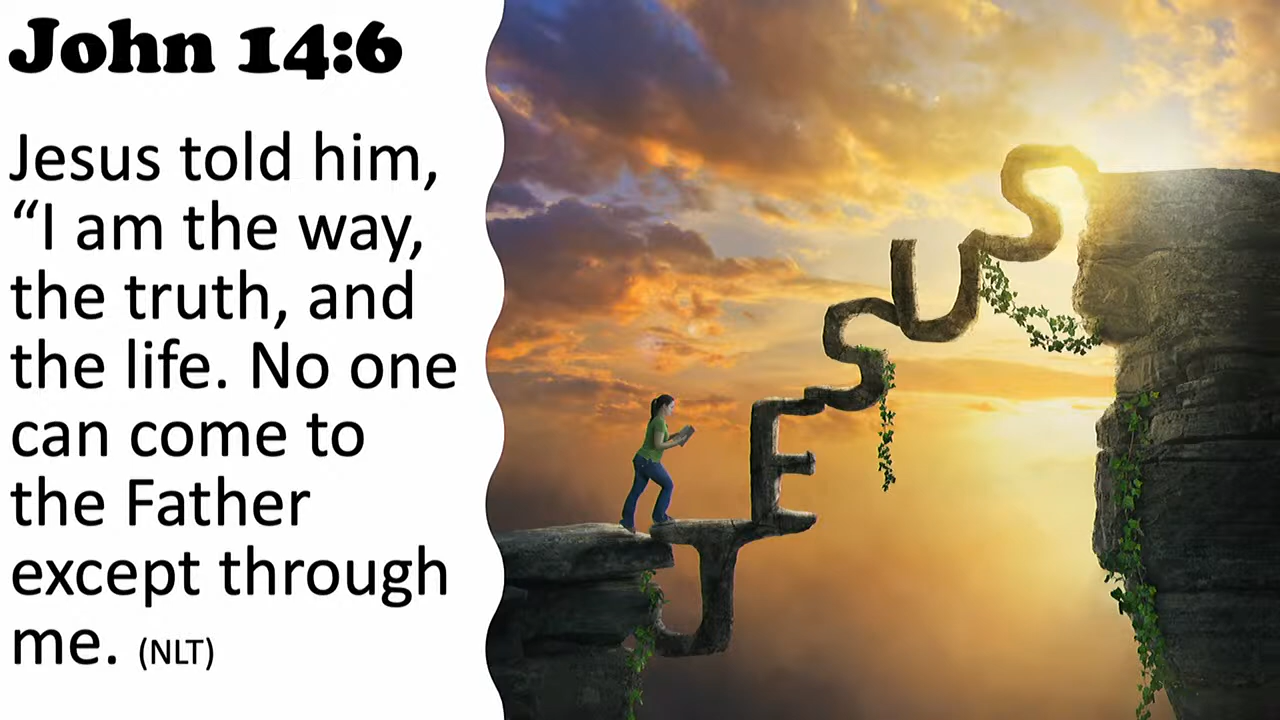 John 14:6
Jesus told him,
“I am the way,
the truth, and
the life. No one
can come to
the Father
except through
me. (NLT)
JESUS